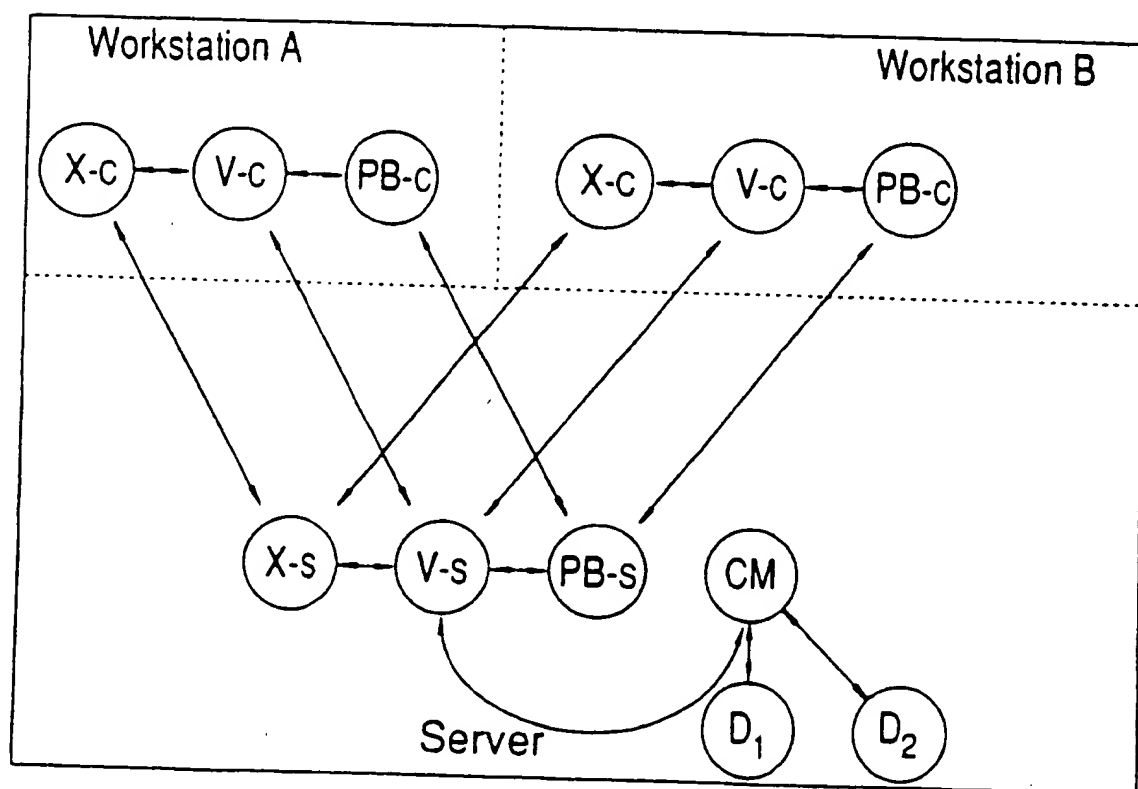 Workstation A
Workstation B
X-c
V-c
PB-c
X-c
V-c
PB-c
X-s
V-s
PB-s
CM
Server
D1
D2